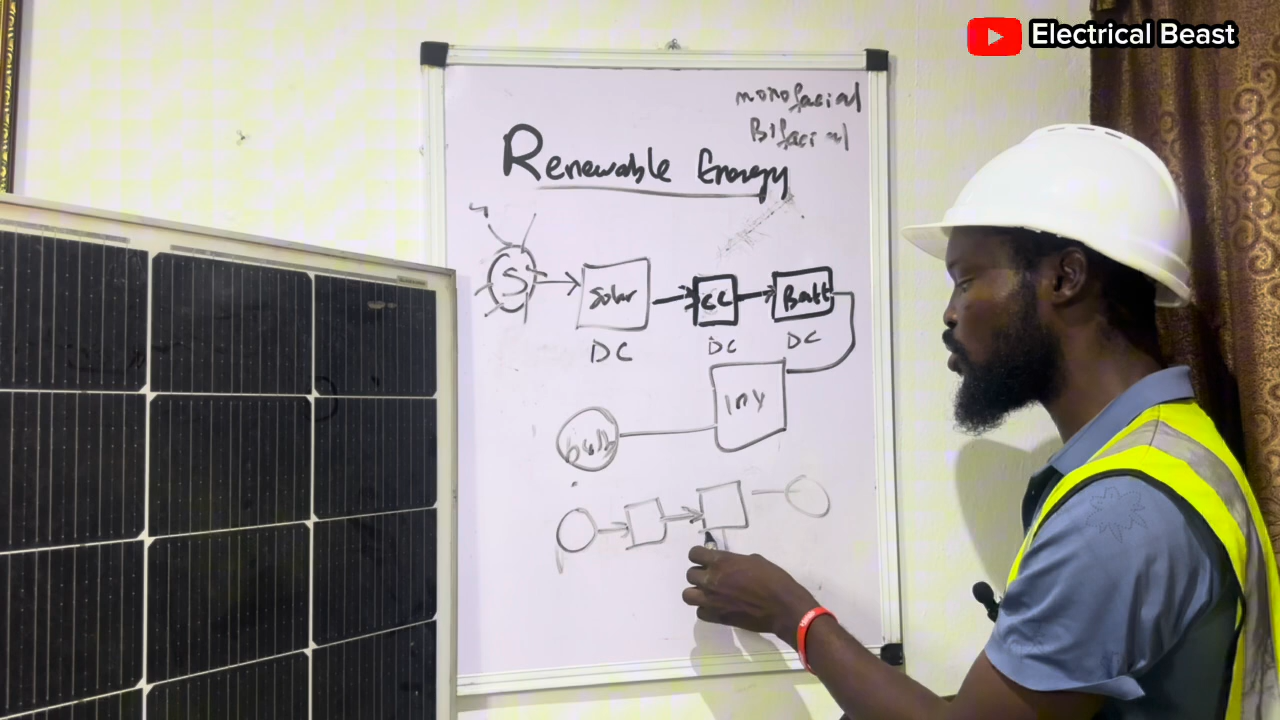 Electrical Beast
monofacial
Bifacial
Renewable Energy
S
Solar
CC
Batt
DC
DC
DC
Inv
bulb